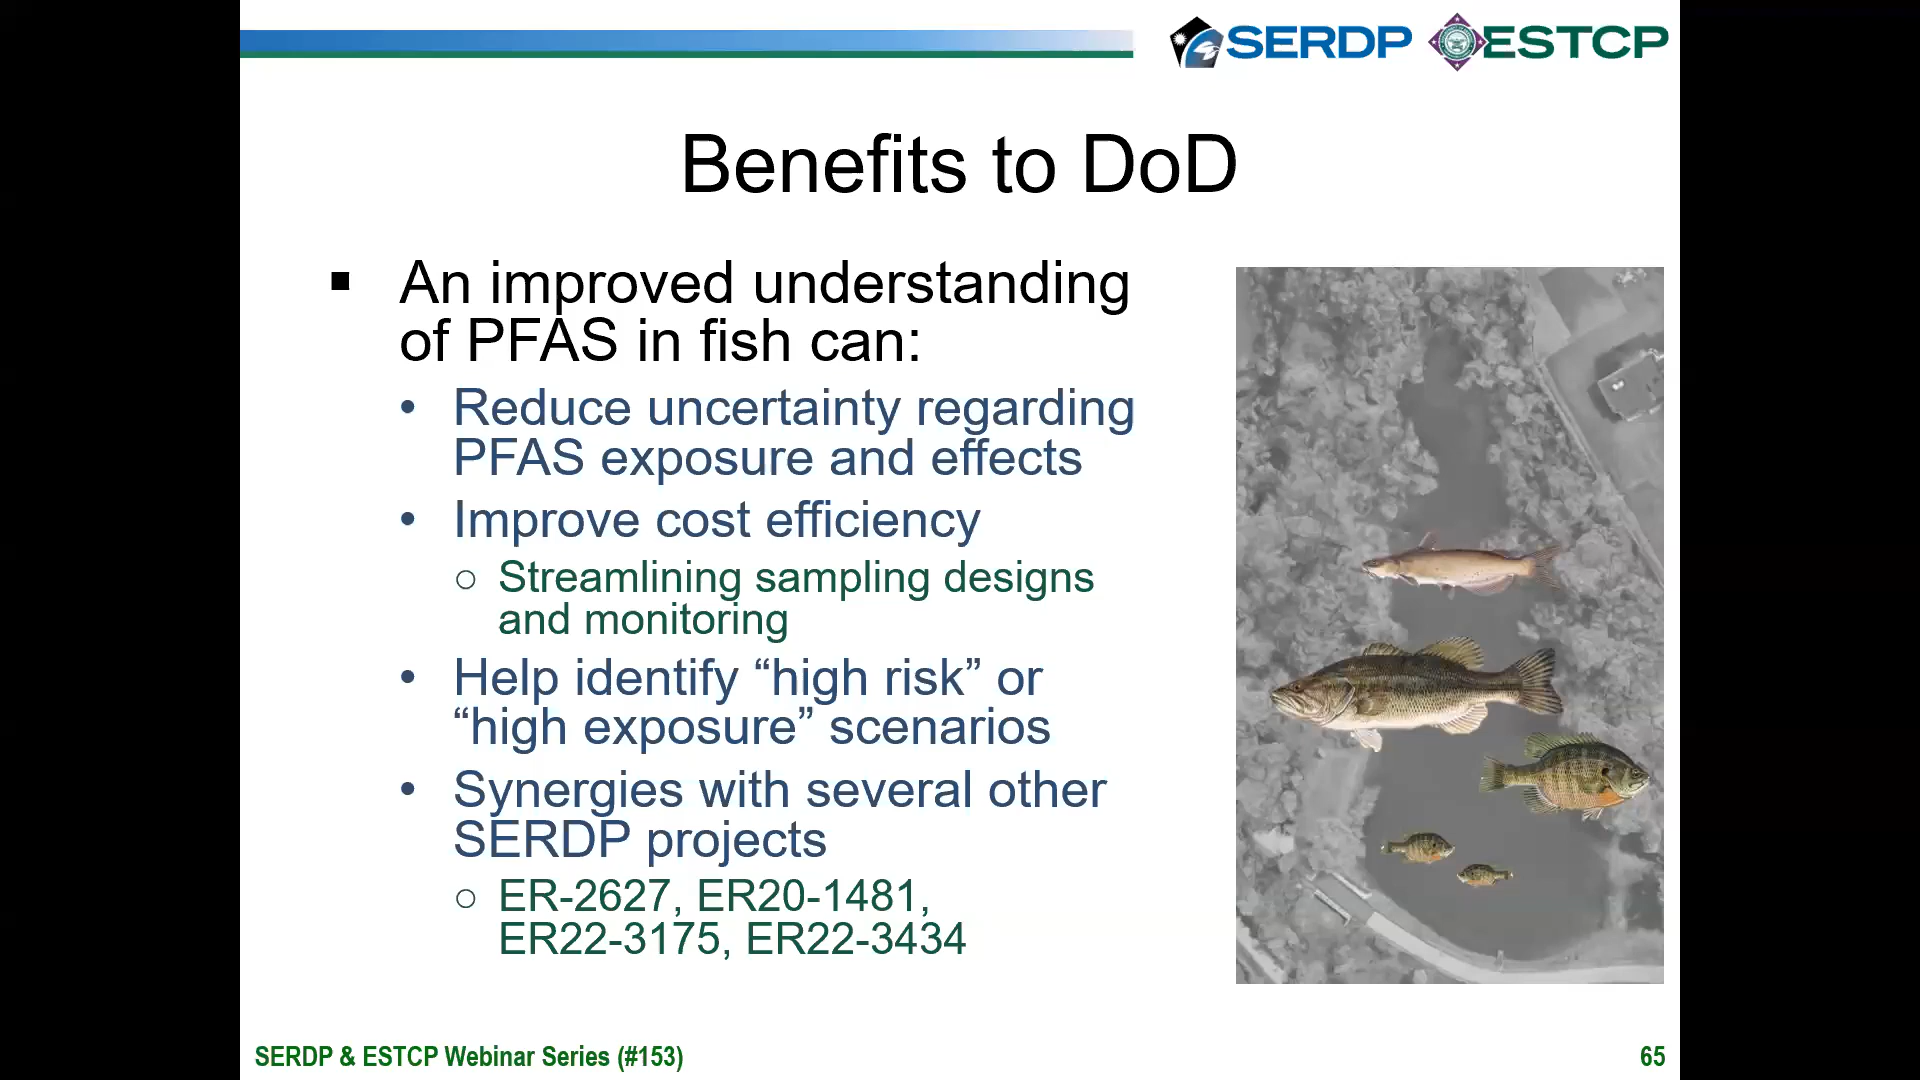 SERDP ESTCP
Benefits to DoD
▪ An improved understanding
of PFAS in fish can:
• Reduce uncertainty regarding
PFAS exposure and effects
• Improve cost efficiency
○ Streamlining sampling designs
and monitoring
• Help identify “high risk” or
“high exposure” scenarios
• Synergies with several other
SERDP projects
○ ER-2627, ER20-1481,
ER22-3175, ER22-3434
SERDP & ESTCP Webinar Series (#153)
65